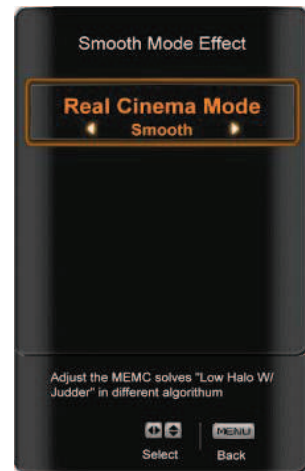 Smooth Mode Effect
Real Cinema Mode
Smooth
Adjust the MEMC solves "Low Halo W/
Judder" in different algorithum
MENU
Select Back